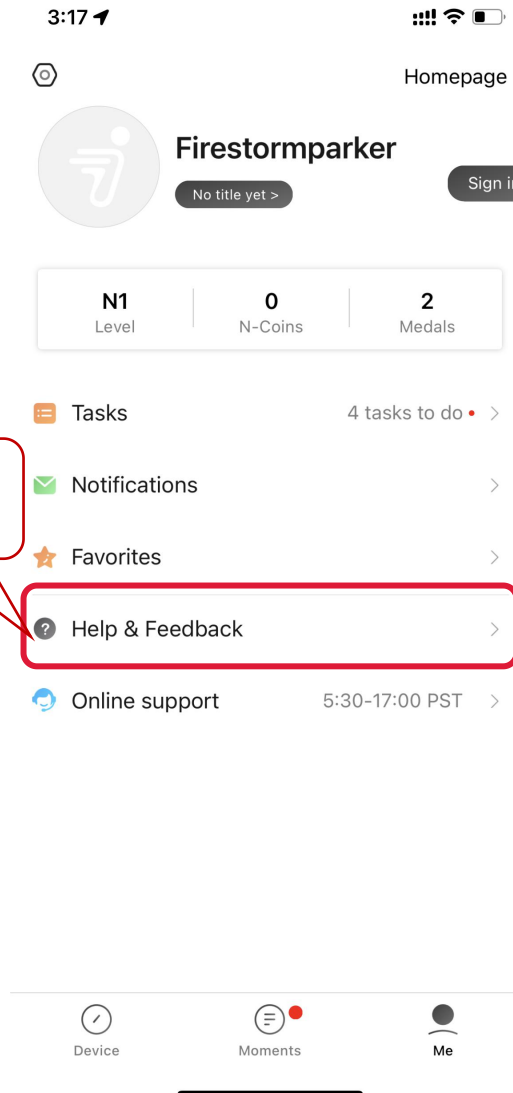 3:17
Homepage
Firestormparker
No title yet >
Sign i
N1
Level
0
N-Coins
2
Medals
Tasks
4 tasks to do
Notifications
Favorites
Help & Feedback
Online support
5:30-17:00 PST
Device
Moments
Me